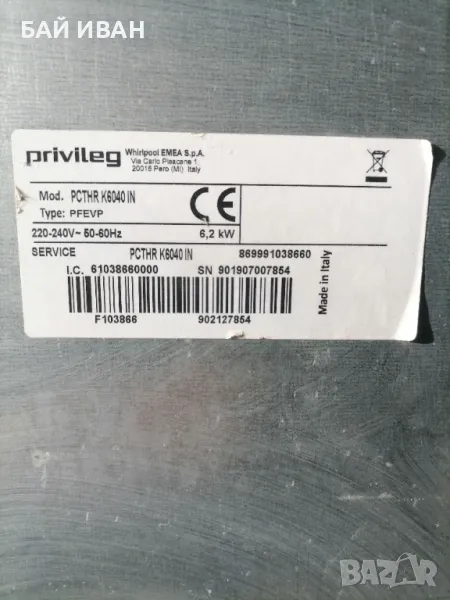 БАЙ ИВАН
privileg
Whirlpool EMEA S.p.A.
Via Carlo Pisacane 1,
20016 Pero (MI) Italy
Mod. PCTHR K6040 IN
Type: PFEVP
220-240V~ 50-60Hz 6,2 kW
SERVICE PCTHR K6040 IN 869991038660
I.C. 61038660000 SN 901907007854
F103866 902127854
Made in Italy
BAZAR